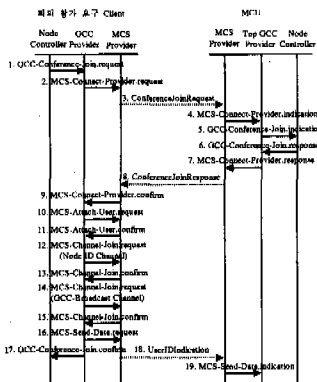 회의 참가 요구 Client MCU
Node GCC MCS MCS Top GCC Node
Controller Provider Provider Provider Provider Controller
1. GCC-Conference-Join.request
2. MCS-Connect-Provider.request
3. ConferenceJoinRequest
4. MCS-Connect-Provider.indication
5. GCC-Conference-Join.indication
6. GCC-Conference-Join.response
7. MCS-Connect-Provider.response
8. ConferenceJoinResponse
9. MCS-Connect-Provider.confirm
10. MCS-Attach-User.request
11. MCS-Attach-User.confirm
12. MCS-Channel-Join.request
(Node ID Channel)
13. MCS-Channel-Join.confirm
14. MCS-Channel-Join.request
(GCC-Broadcast Channel)
15. MCS-Channel-Join.confirm
16. MCS-Send-Data.request
17. GCC-Conference-Join.confirm 18. UserIDIndication
19. MCS-Send-Data.indication